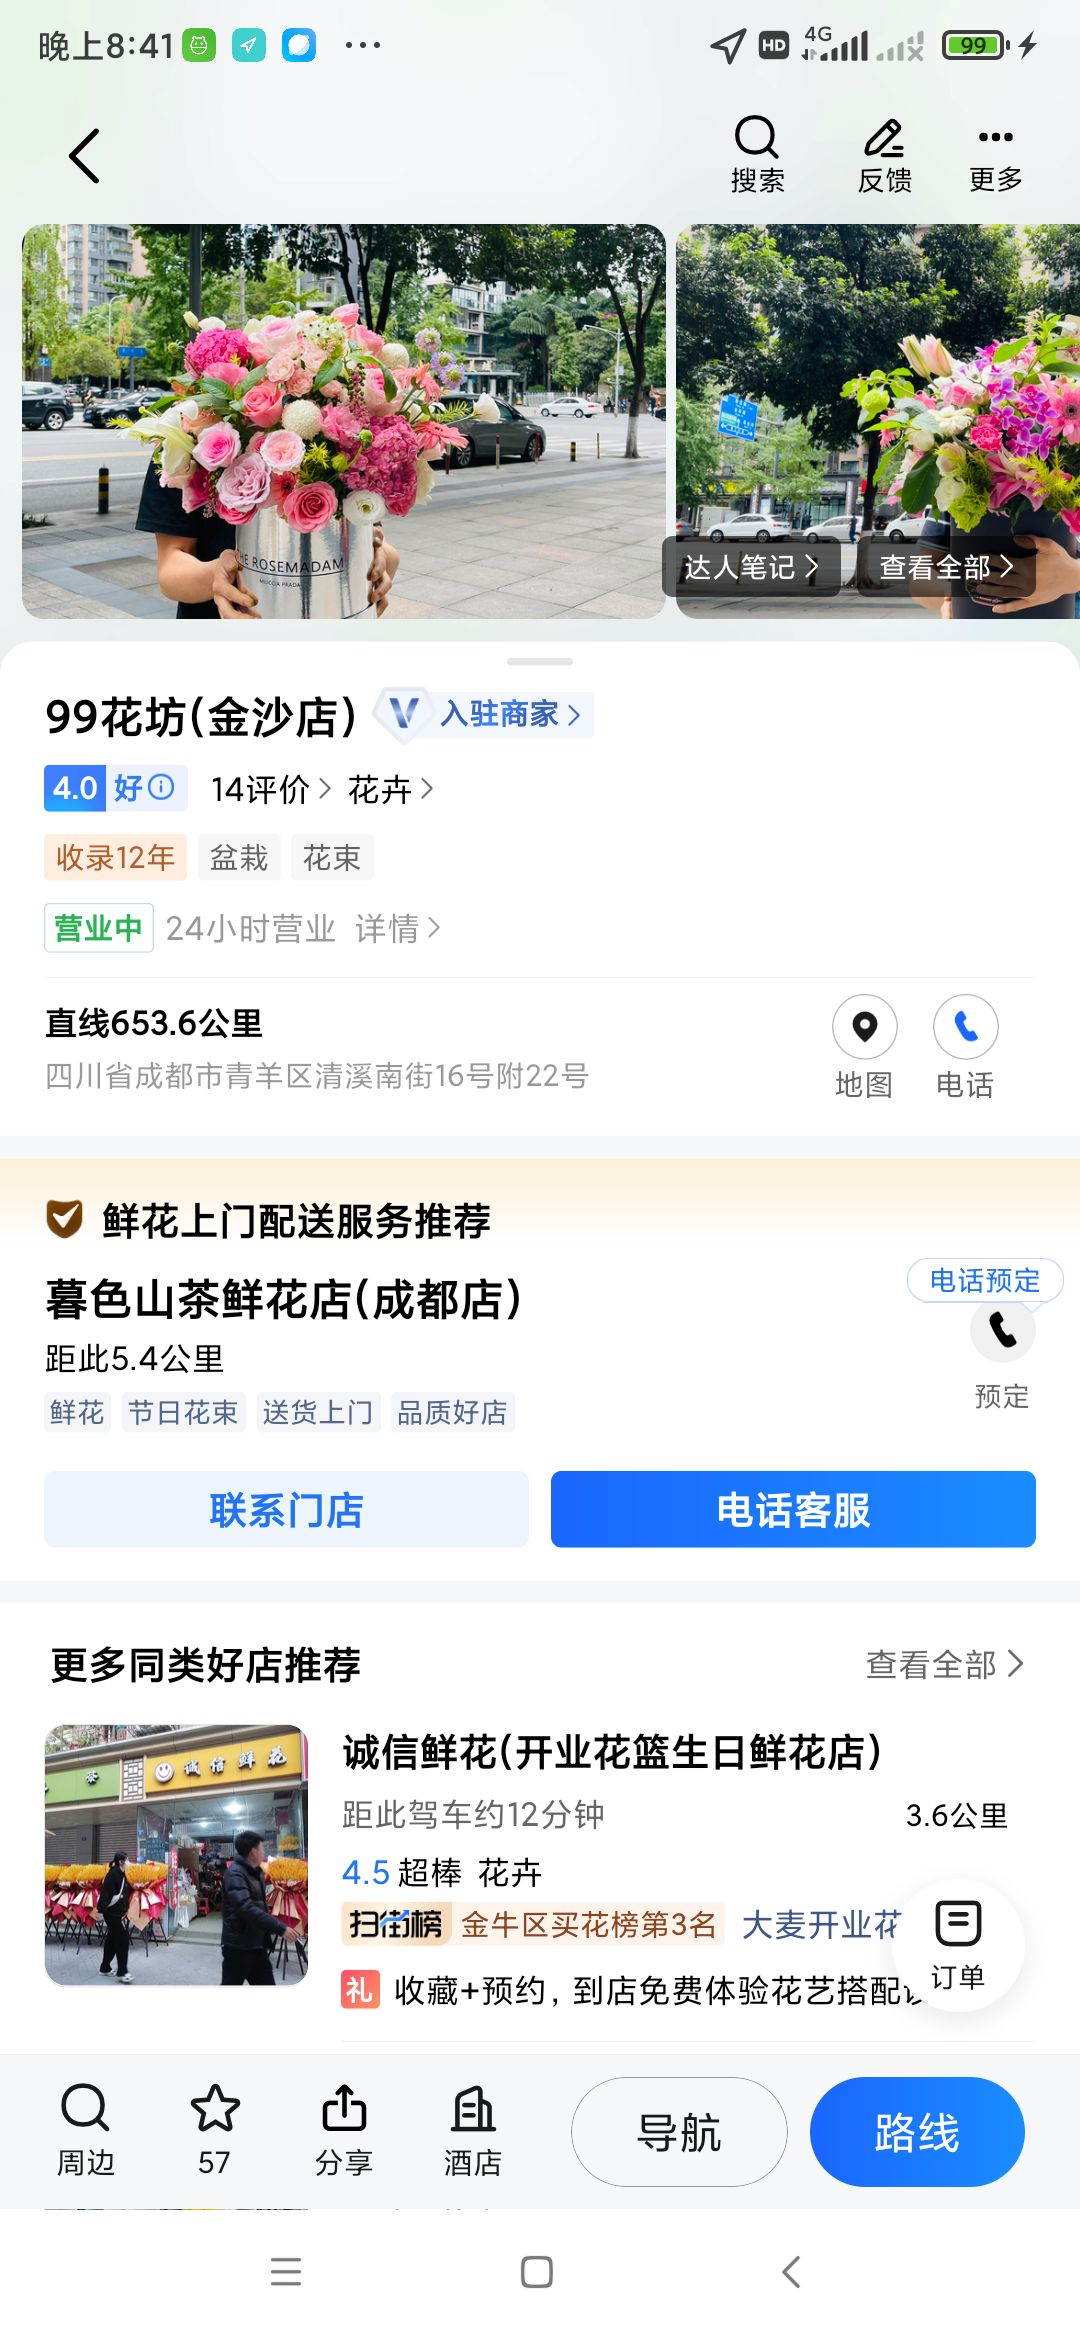 晚上8:41
HD 4G 99
搜索 反馈 更多
THE ROSEMADAM
MIUCCIA PRADA
达人笔记 查看全部
99花坊(金沙店) V 入驻商家
4.0 好 14评价 花卉
收录12年 盆栽 花束
营业中 24小时营业 详情
直线653.6公里
四川省成都市青羊区清溪南街16号附22号
地图 电话
鲜花上门配送服务推荐
暮色山茶鲜花店(成都店)
电话预定
距此5.4公里
预定
鲜花 节日花束 送货上门 品质好店
联系门店 电话客服
更多同类好店推荐 查看全部
茶 诚信鲜花
诚信鲜花(开业花篮生日鲜花店)
距此驾车约12分钟 3.6公里
4.5 超棒 花卉
扫街榜 金牛区买花榜第3名 大麦开业花
礼 收藏+预约，到店免费体验花艺搭配
订单
周边 57 分享 酒店 导航 路线